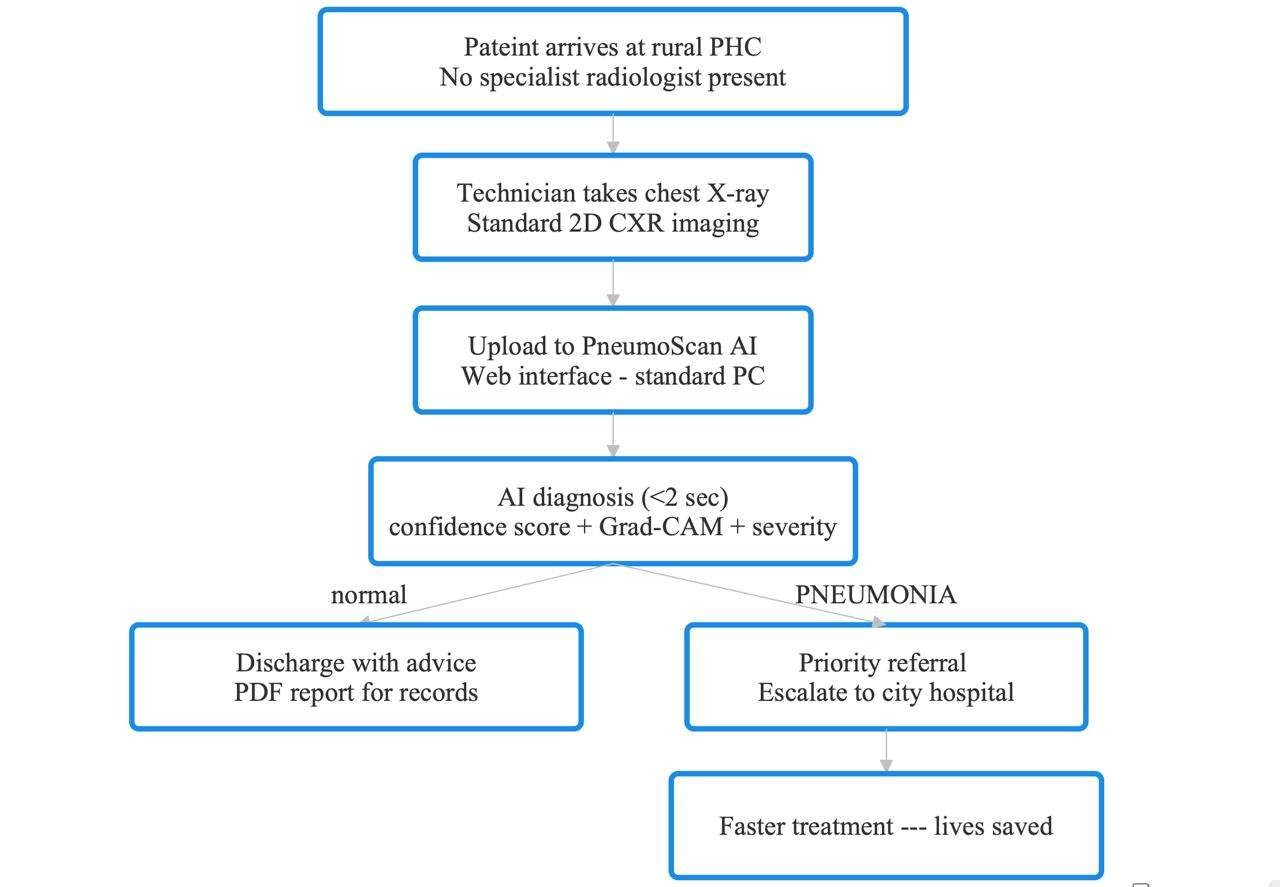 Pateint arrives at rural PHC
No specialist radiologist present
Technician takes chest X-ray
Standard 2D CXR imaging
Upload to PneumoScan AI
Web interface - standard PC
AI diagnosis (<2 sec)
confidence score + Grad-CAM + severity
normal
PNEUMONIA
Discharge with advice
PDF report for records
Priority referral
Escalate to city hospital
Faster treatment --- lives saved